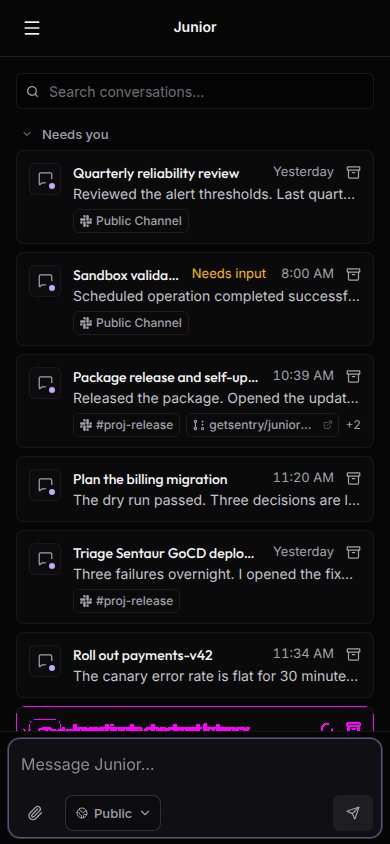 Junior
Search conversations...
Needs you
Quarterly reliability review Yesterday
Reviewed the alert thresholds. Last quart...
Public Channel
Sandbox valida... Needs input 8:00 AM
Scheduled operation completed successf...
Public Channel
Package release and self-up... 10:39 AM
Released the package. Opened the updat...
#proj-release getsentry/junior... +2
Plan the billing migration 11:20 AM
The dry run passed. Three decisions are l...
Triage Sentaur GoCD deplo... Yesterday
Three failures overnight. I opened the fix...
#proj-release
Roll out payments-v42 11:34 AM
The canary error rate is flat for 30 minute...
Message Junior...
Public